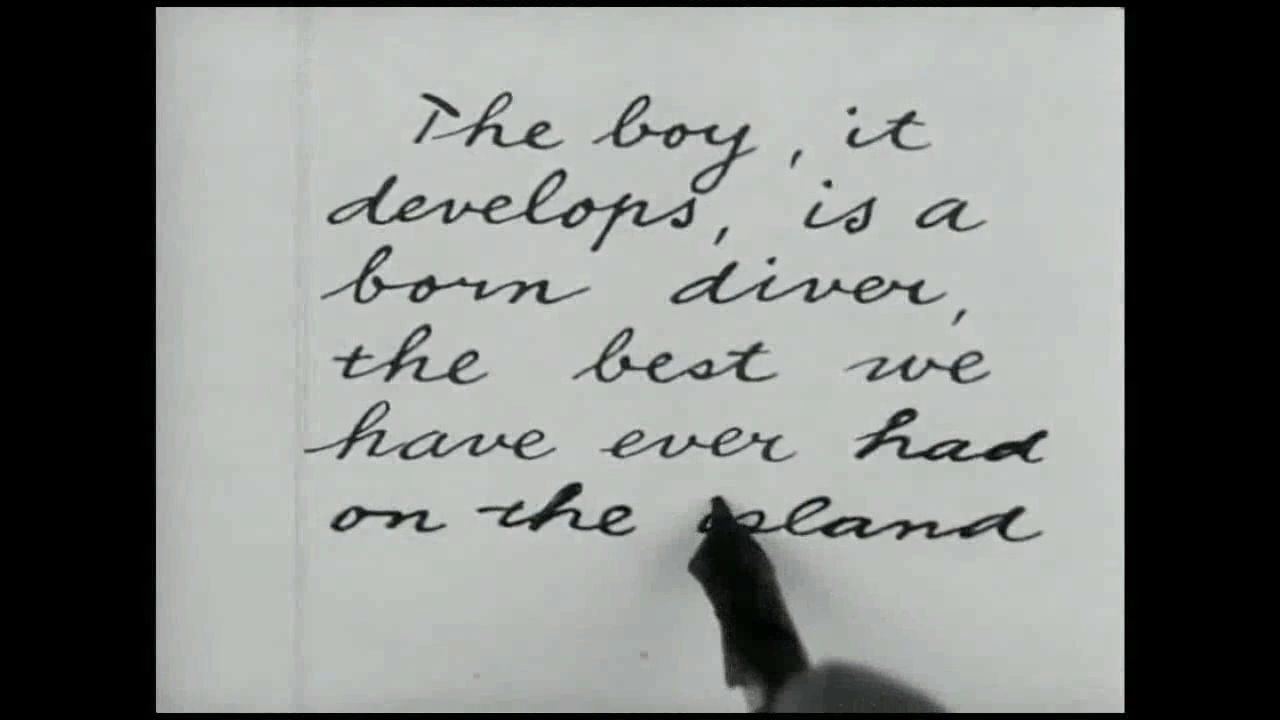 The boy, it
develops, is a
born diver,
the best we
have ever had
on the island